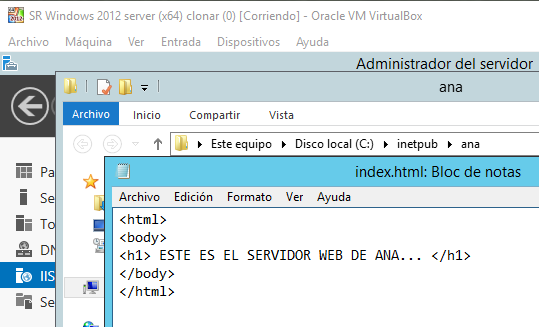 SR Windows 2012 server (x64) clonar (0) [Corriendo] - Oracle VM VirtualBox
Archivo Máquina Ver Entrada Dispositivos Ayuda
Administrador del servidor
ana
Archivo Inicio Compartir Vista
Este equipo Disco local (C:) inetpub ana
index.html: Bloc de notas
Archivo Edición Formato Ver Ayuda
<html>
<body>
<h1> ESTE ES EL SERVIDOR WEB DE ANA... </h1>
</body>
</html>
Pa
Se
To
DN
IIS
Se